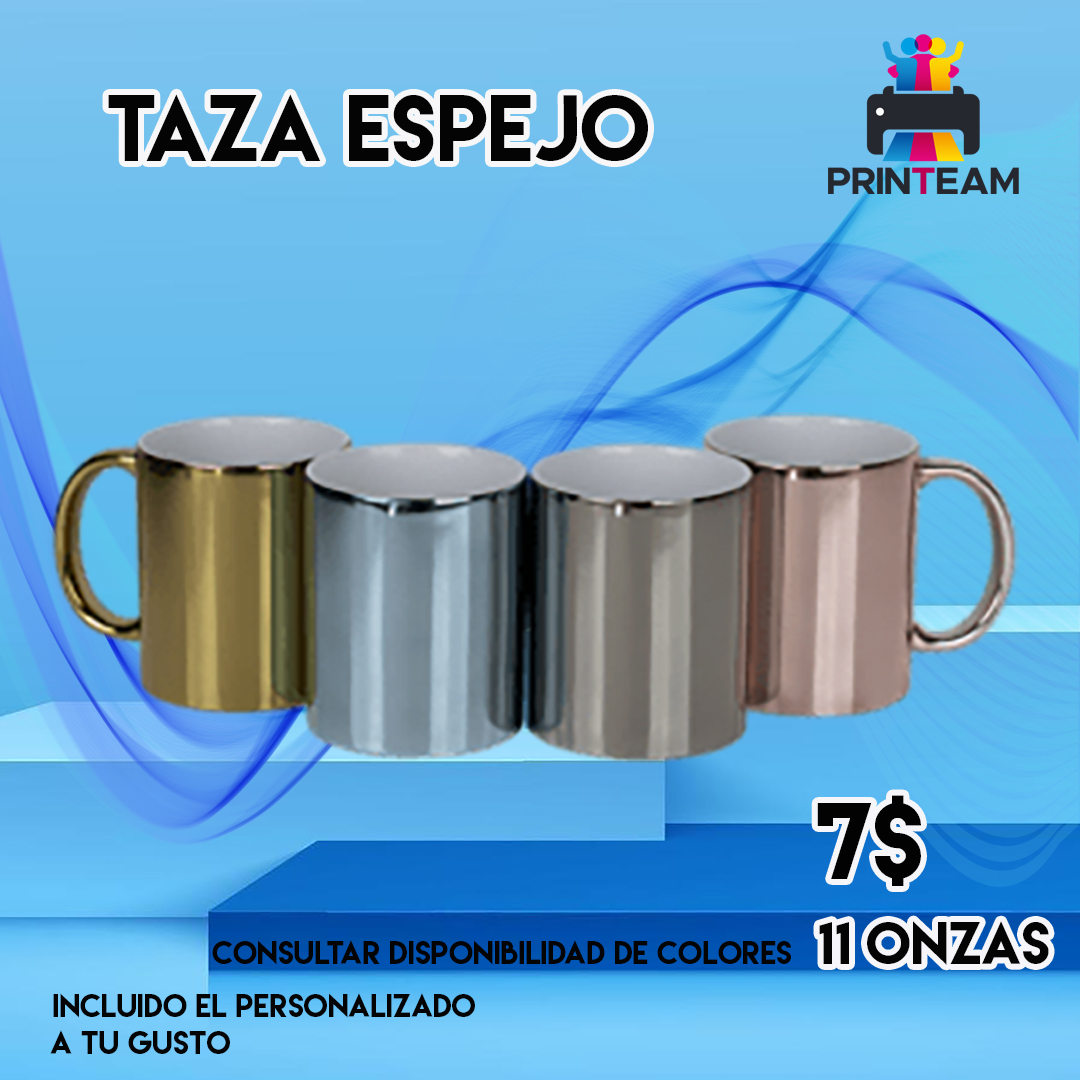 TAZA ESPEJO
PRINTEAM
7$
11 ONZAS
CONSULTAR DISPONIBILIDAD DE COLORES
INCLUIDO EL PERSONALIZADO
A TU GUSTO